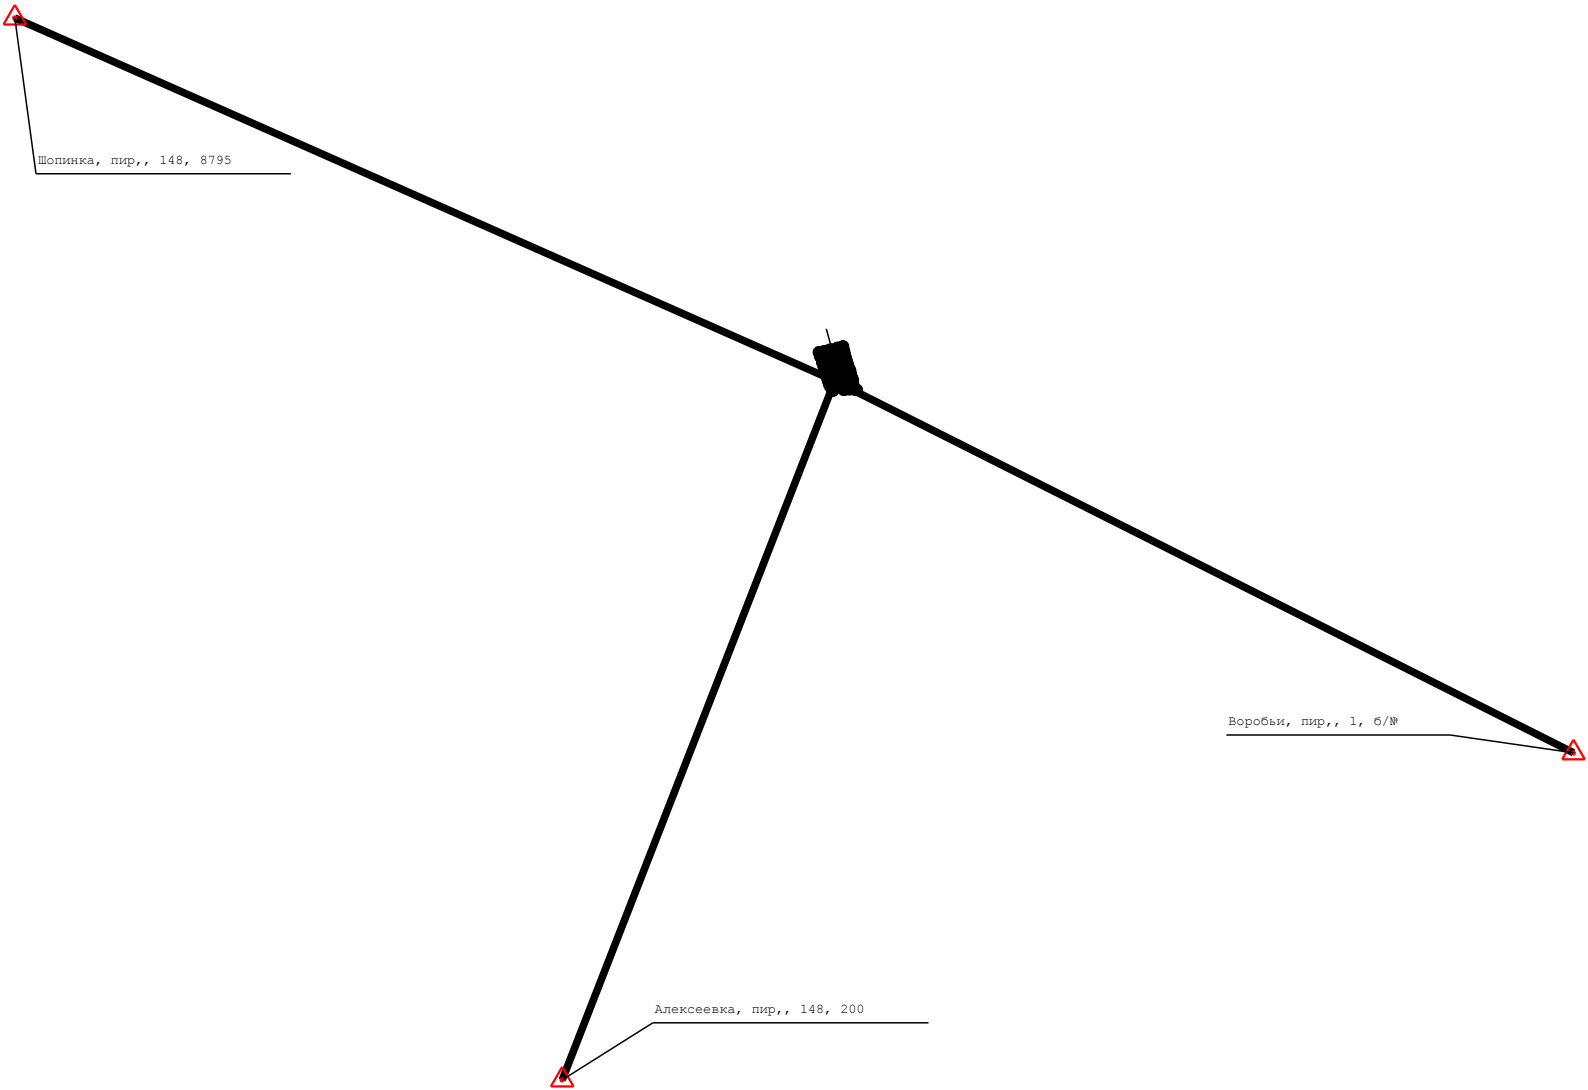 Шопинка, пир,, 148, 8795
Воробьи, пир,, 1, б/№
Алексеевка, пир,, 148, 200